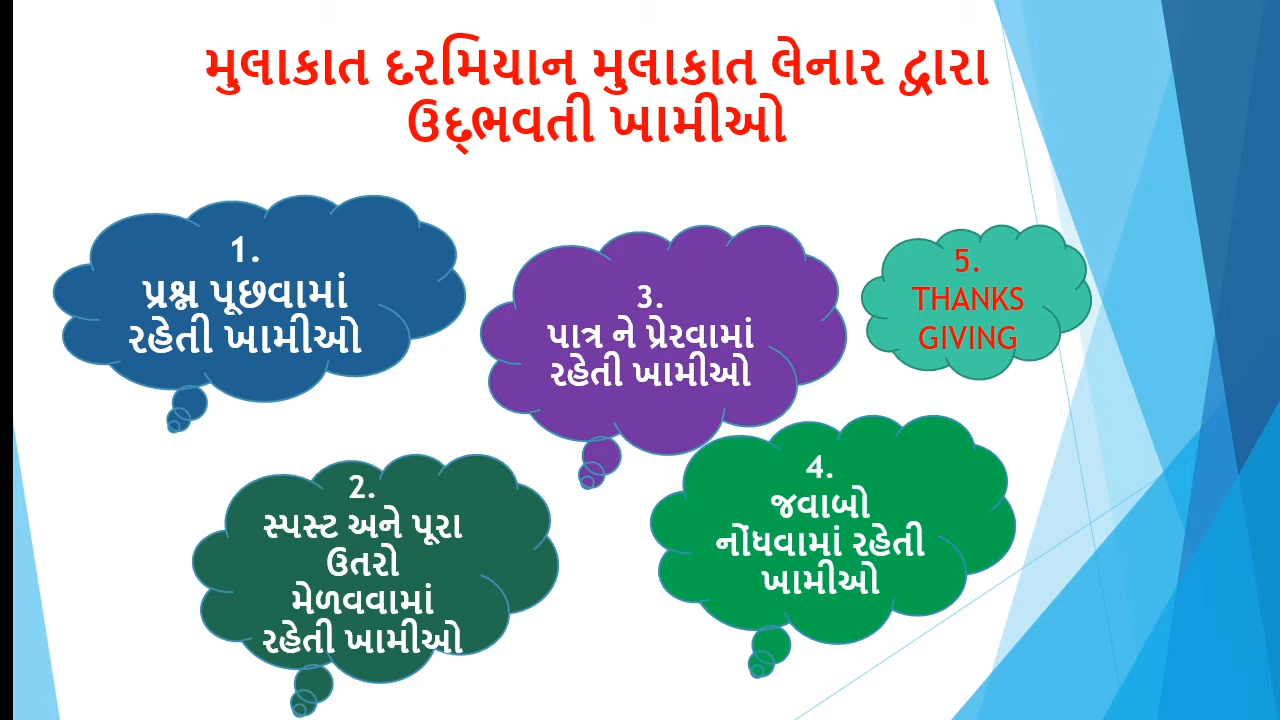 મુલાકાત દરમિયાન મુલાકાત લેનાર દ્વારા
ઉદ્‌ભવતી ખામીઓ
1.
પ્રશ્ન પૂછવામાં
રહેતી ખામીઓ
2.
સ્પસ્ટ અને પૂરા
ઉતરો
મેળવવામાં
રહેતી ખામીઓ
3.
પાત્ર ને પ્રેરવામાં
રહેતી ખામીઓ
4.
જવાબો
નોંધવામાં રહેતી
ખામીઓ
5.
THANKS
GIVING